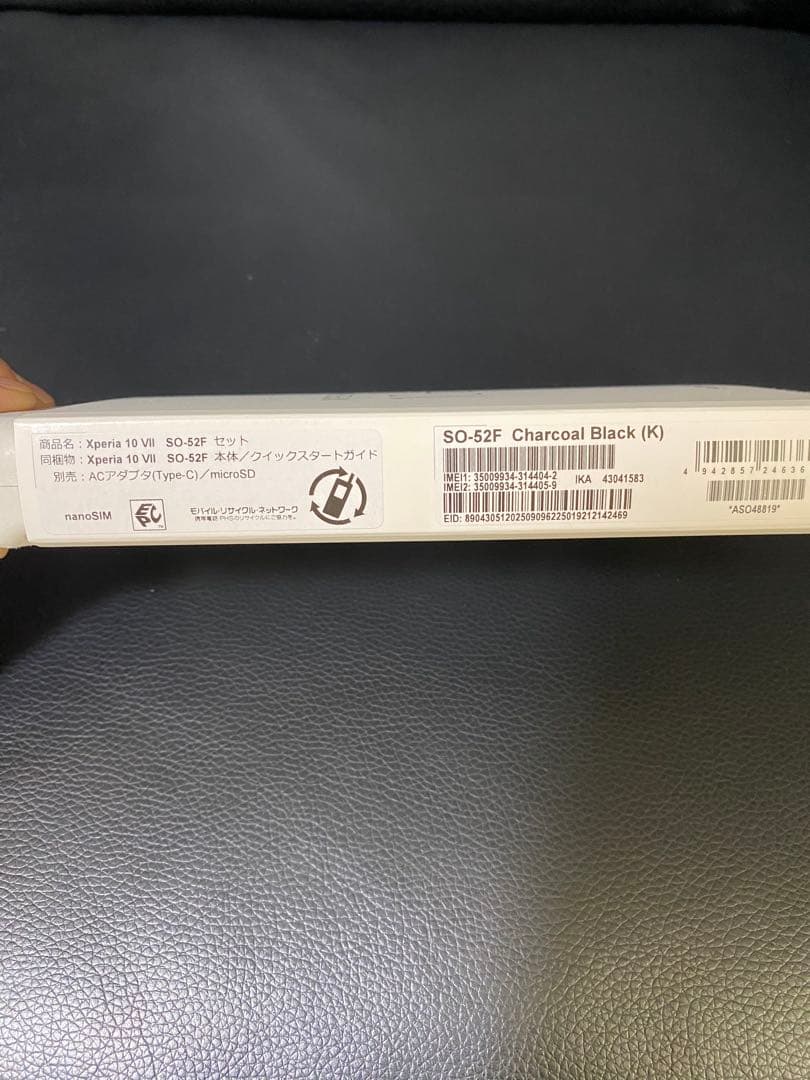 商品名：Xperia 10 VII SO-52F セット
同梱物：Xperia 10 VII SO-52F 本体／クイックスタートガイド
別売：ACアダプタ(Type-C)／microSD
nanoSIM
モバイル・リサイクル・ネットワーク
携帯電話・PHSのリサイクルにご協力を。
SO-52F Charcoal Black (K)
IMEI1: 35009934-314404-2
IMEI2: 35009934-314405-9
IKA 43041583
EID: 89043051202509096225019212142469
4 942857 24636
*ASO48819*